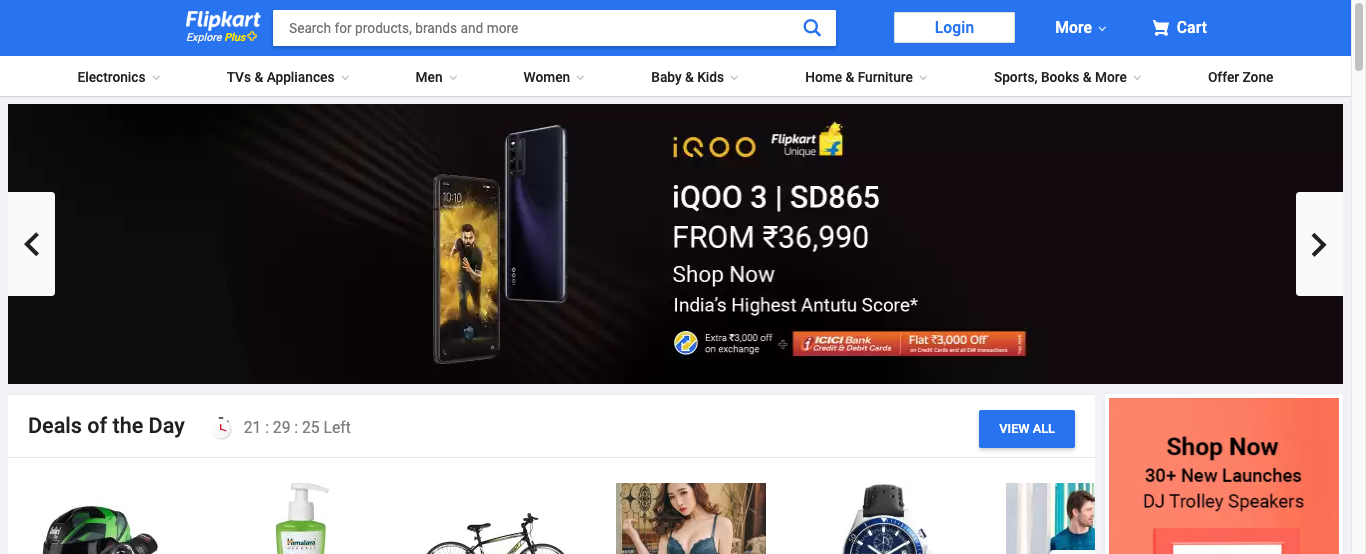 Flipkart
Explore Plus
Search for products, brands and more
Login
More
Cart
Electronics
TVs & Appliances
Men
Women
Baby & Kids
Home & Furniture
Sports, Books & More
Offer Zone
10:10
iQOO
iQOO
Flipkart
Unique
iQOO 3 | SD865
FROM ₹36,990
Shop Now
India's Highest Antutu Score*
Extra ₹3,000 off
on exchange
ICICI Bank
Credit & Debit Cards
Flat ₹3,000 Off
on Credit Cards and all EMI transactions
Deals of the Day
21 : 29 : 25 Left
VIEW ALL
Himalaya
HERBALS
Shop Now
30+ New Launches
DJ Trolley Speakers